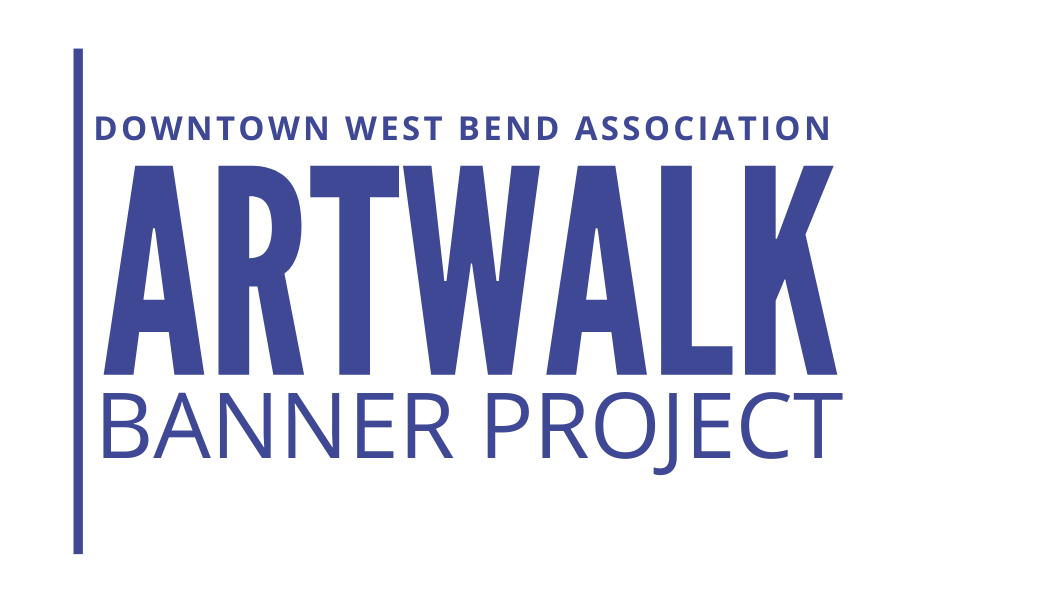 DOWNTOWN WEST BEND ASSOCIATION
ARTWALK
BANNER PROJECT